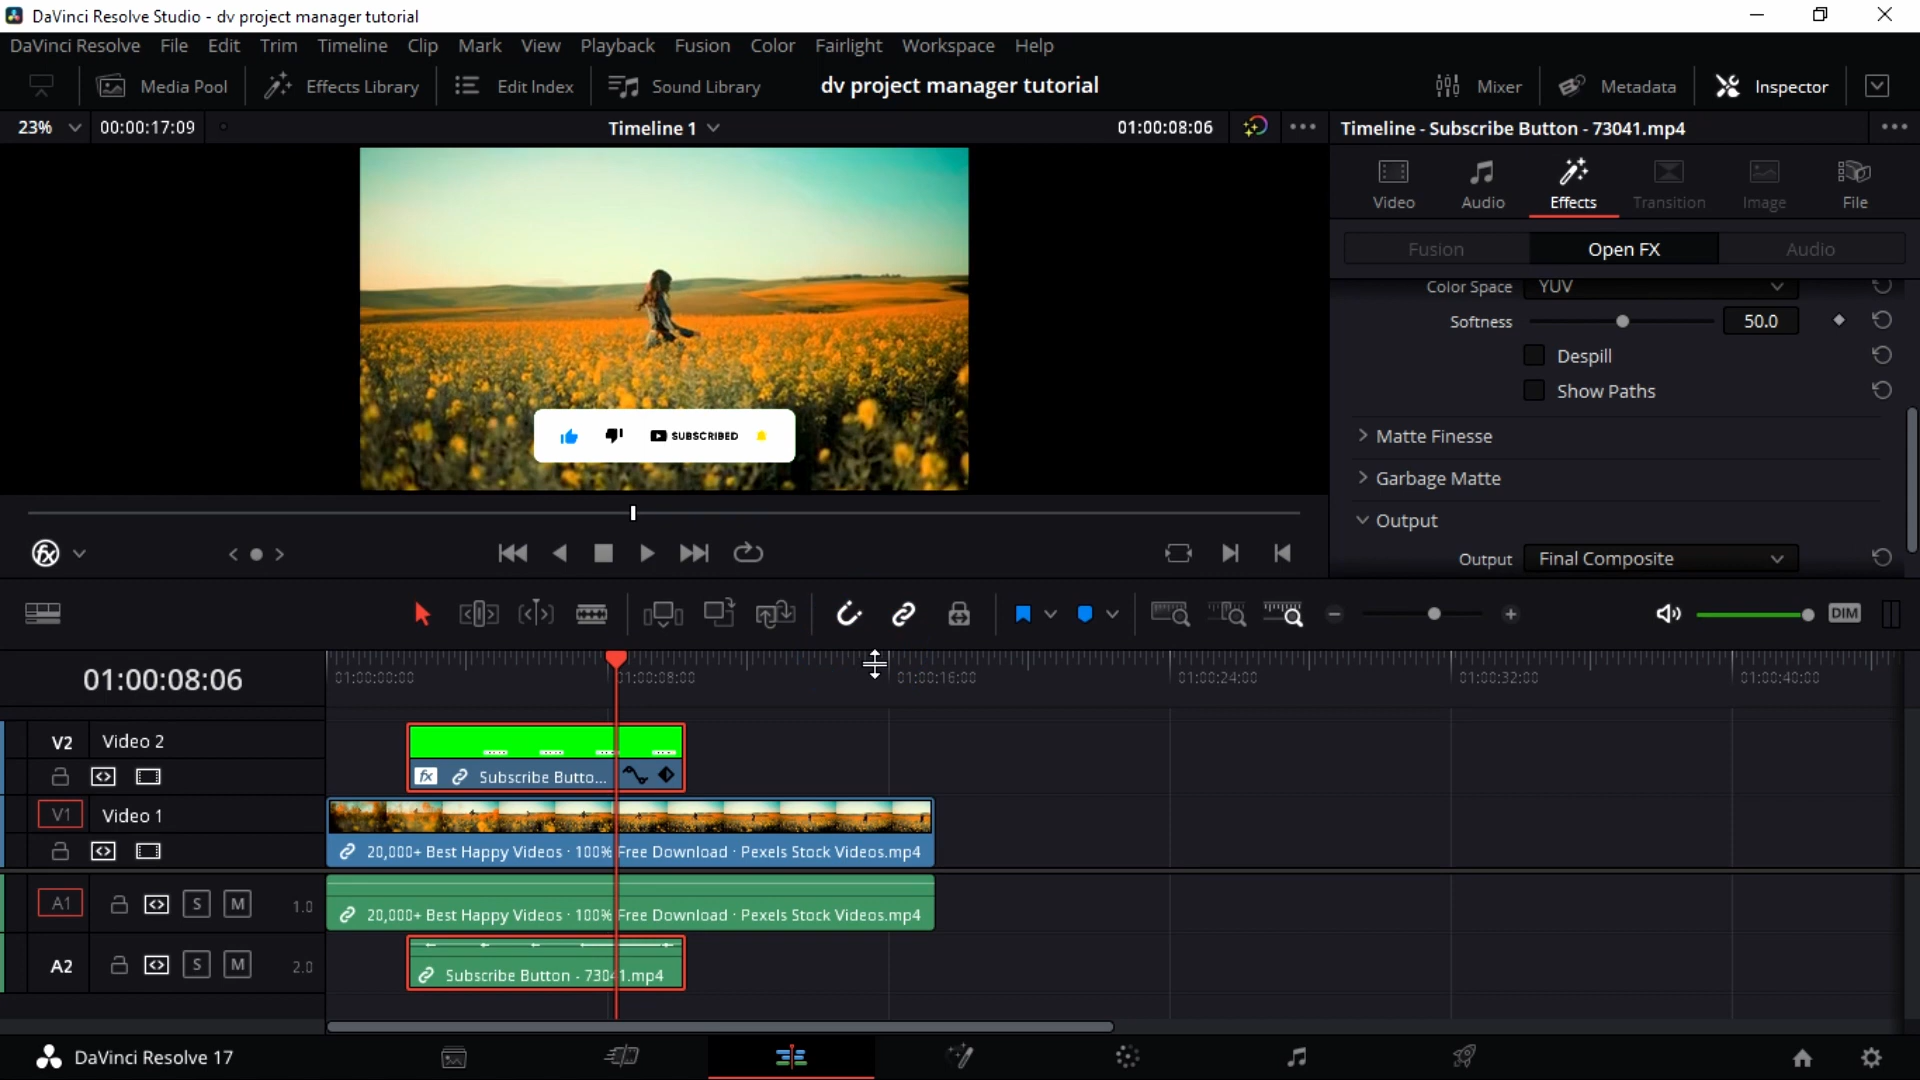 DaVinci Resolve Studio - dv project manager tutorial
DaVinci Resolve File Edit Trim Timeline Clip Mark View Playback Fusion Color Fairlight Workspace Help
Media Pool Effects Library Edit Index Sound Library dv project manager tutorial Mixer Metadata Inspector
23% 00:00:17:09 Timeline 1 01:00:08:06 Timeline - Subscribe Button - 73041.mp4
Video Audio Effects Transition Image File
Fusion Open FX Audio
Color Space YUV
Softness 50.0
Despill
Show Paths
Matte Finesse
Garbage Matte
Output
Output Final Composite
SUBSCRIBED
fx
DIM
01:00:08:06
01:00:00:00 01:00:08:00 01:00:16:00 01:00:24:00 01:00:32:00 01:00:40:00
V2 Video 2
fx Subscribe Butto...
V1 Video 1
20,000+ Best Happy Videos · 100% Free Download · Pexels Stock Videos.mp4
A1 S M 1.0
20,000+ Best Happy Videos · 100% Free Download · Pexels Stock Videos.mp4
A2 S M 2.0
Subscribe Button - 73041.mp4
DaVinci Resolve 17